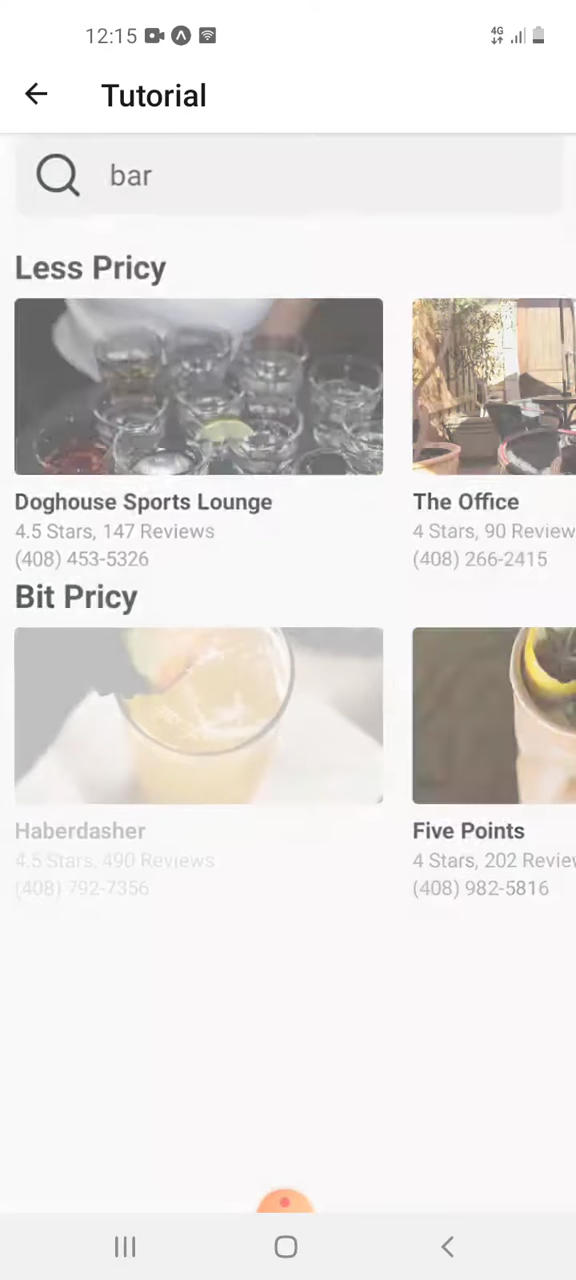 12:15
4G
Tutorial
bar
Less Pricy
Doghouse Sports Lounge
4.5 Stars, 147 Reviews
(408) 453-5326
The Office
4 Stars, 90 Review
(408) 266-2415
Bit Pricy
Haberdasher
4.5 Stars, 490 Reviews
(408) 792-7356
Five Points
4 Stars, 202 Review
(408) 982-5816